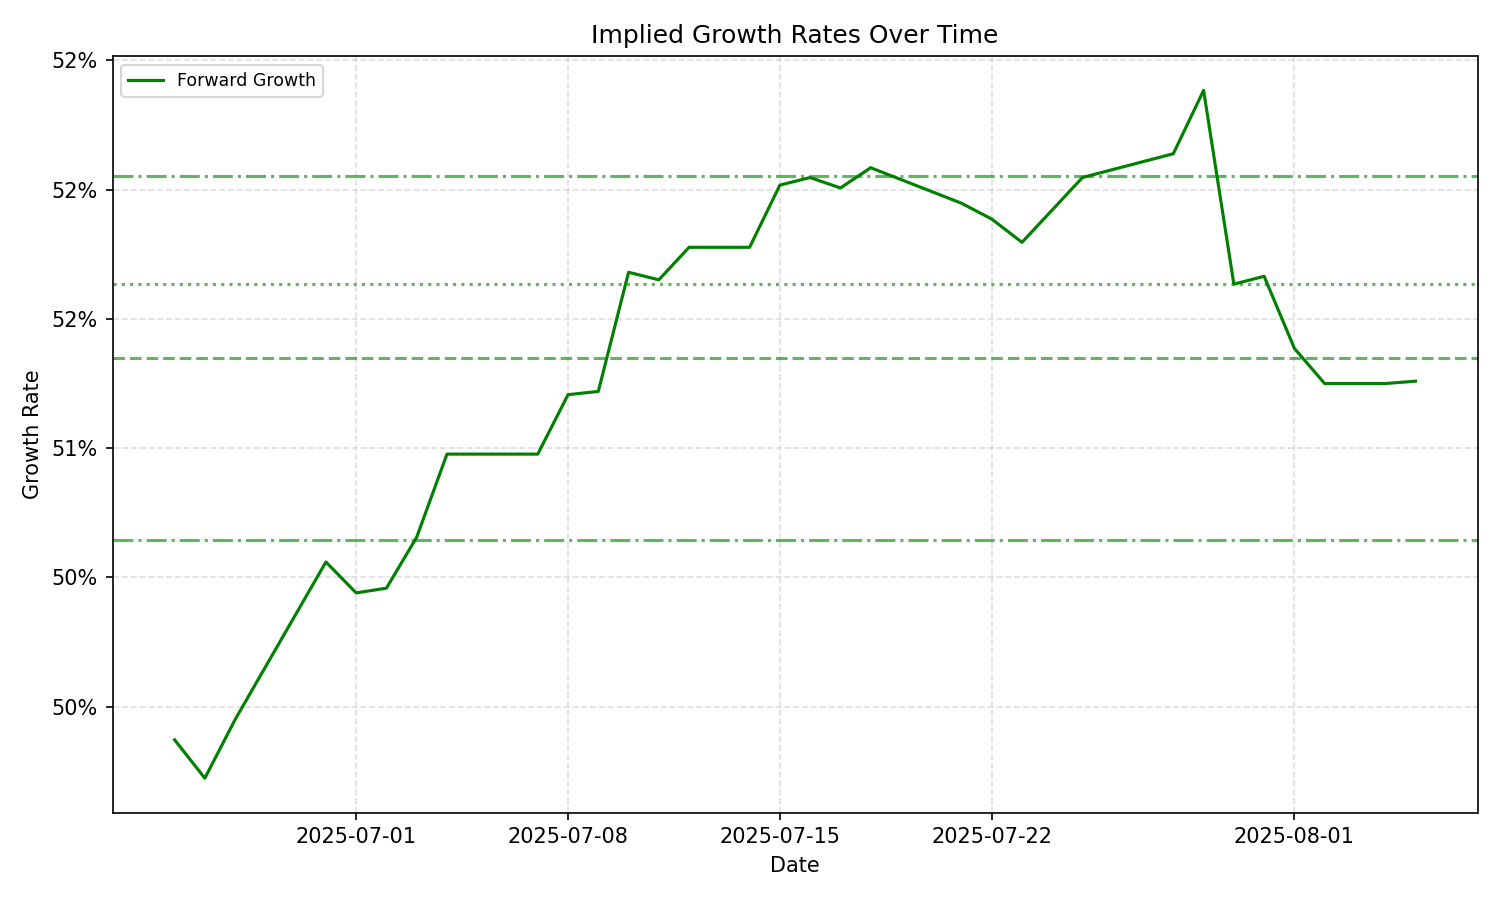 Implied Growth Rates Over Time
Forward Growth
52%
52%
52%
51%
50%
50%
Growth Rate
2025-07-01
2025-07-08
2025-07-15
2025-07-22
2025-08-01
Date